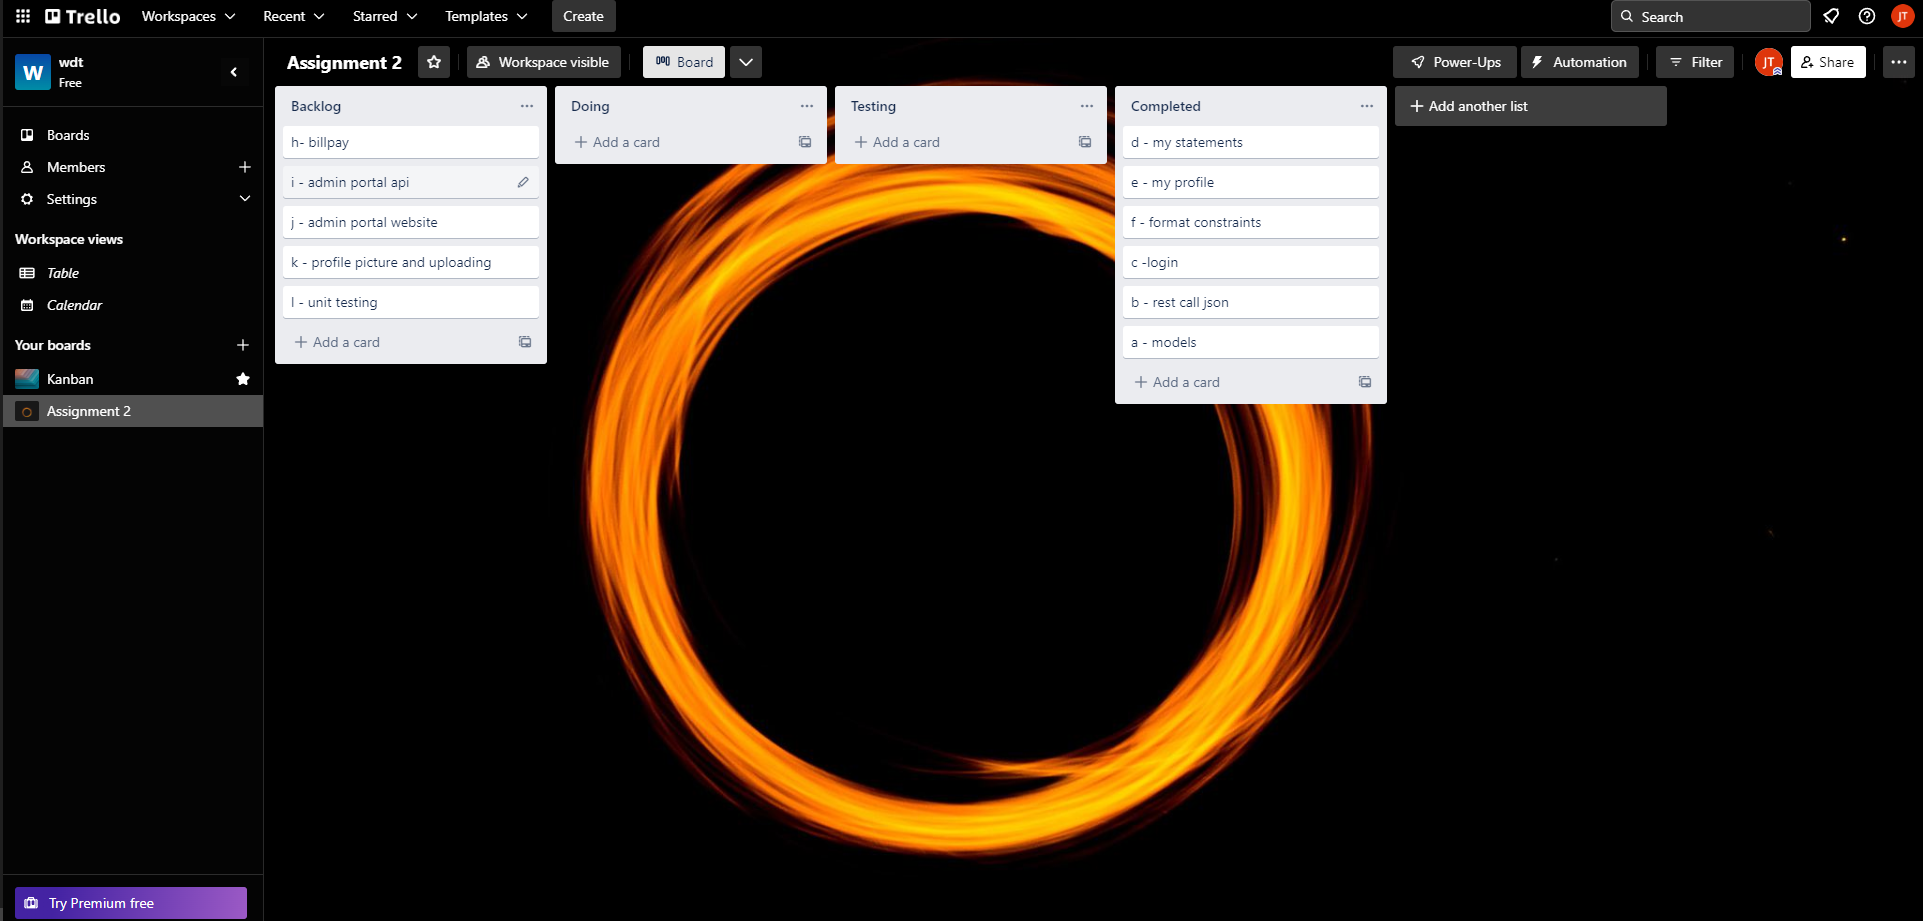 Trello
Workspaces
Recent
Starred
Templates
Create
Search
JT
W
wdt
Free
Boards
Members
Settings
Workspace views
Table
Calendar
Your boards
Kanban
Assignment 2
Try Premium free
Assignment 2
Workspace visible
Board
Power-Ups
Automation
Filter
JT
Share
Backlog
h- billpay
i - admin portal api
j - admin portal website
k - profile picture and uploading
l - unit testing
Add a card
Doing
Add a card
Testing
Add a card
Completed
d - my statements
e - my profile
f - format constraints
c -login
b - rest call json
a - models
Add a card
Add another list